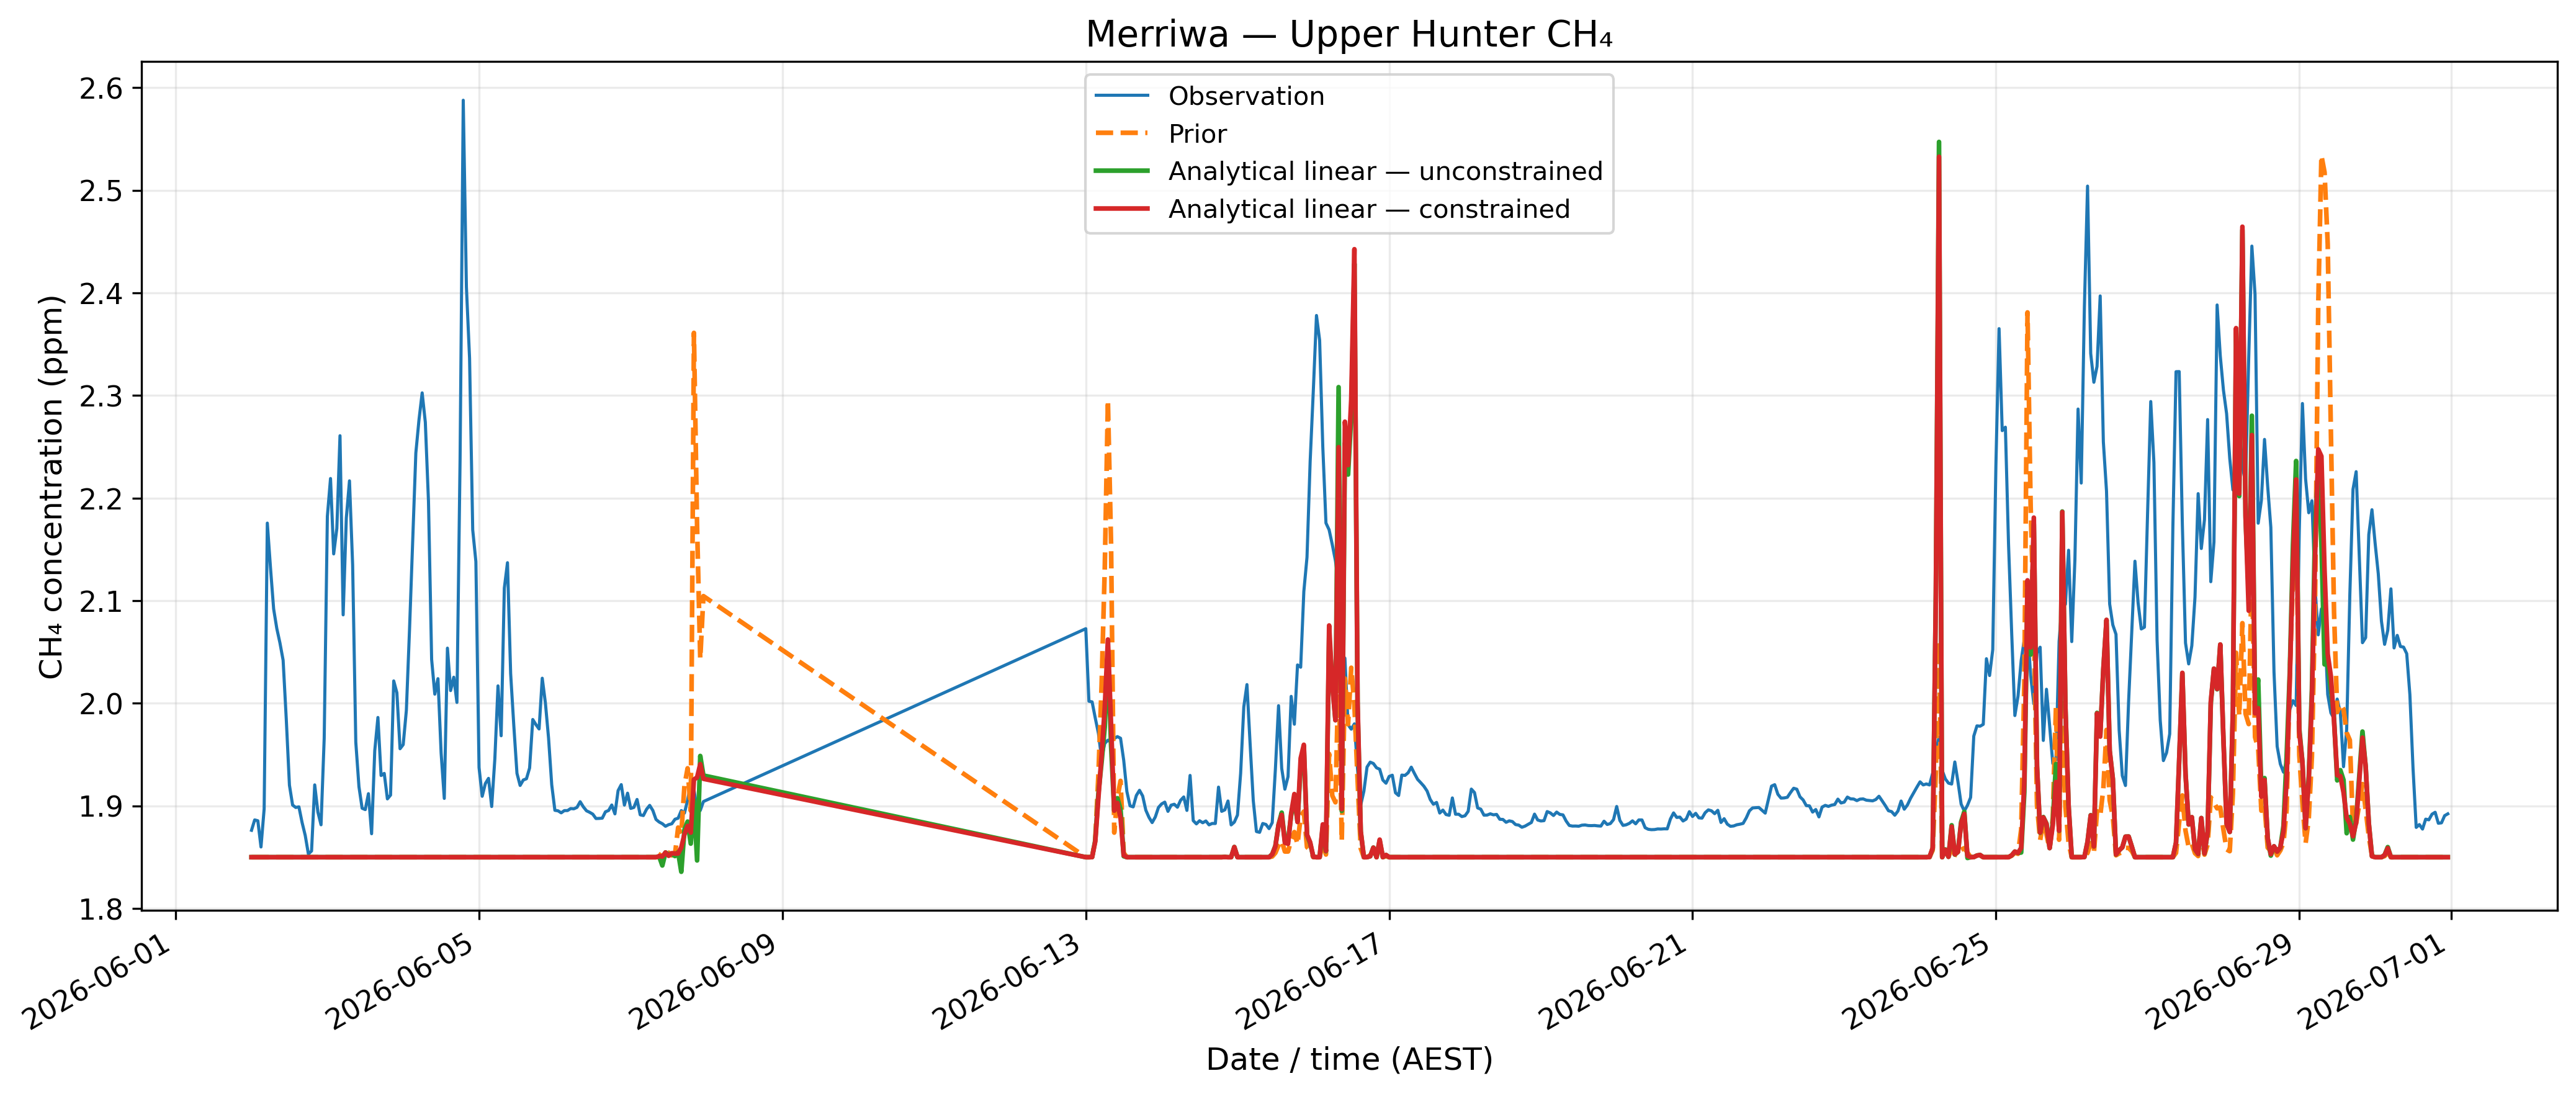 Merriwa — Upper Hunter CH₄
Observation
Prior
Analytical linear — unconstrained
Analytical linear — constrained
CH₄ concentration (ppm)
2.6
2.5
2.4
2.3
2.2
2.1
2.0
1.9
1.8
2026-06-01
2026-06-05
2026-06-09
2026-06-13
2026-06-17
2026-06-21
2026-06-25
2026-06-29
2026-07-01
Date / time (AEST)